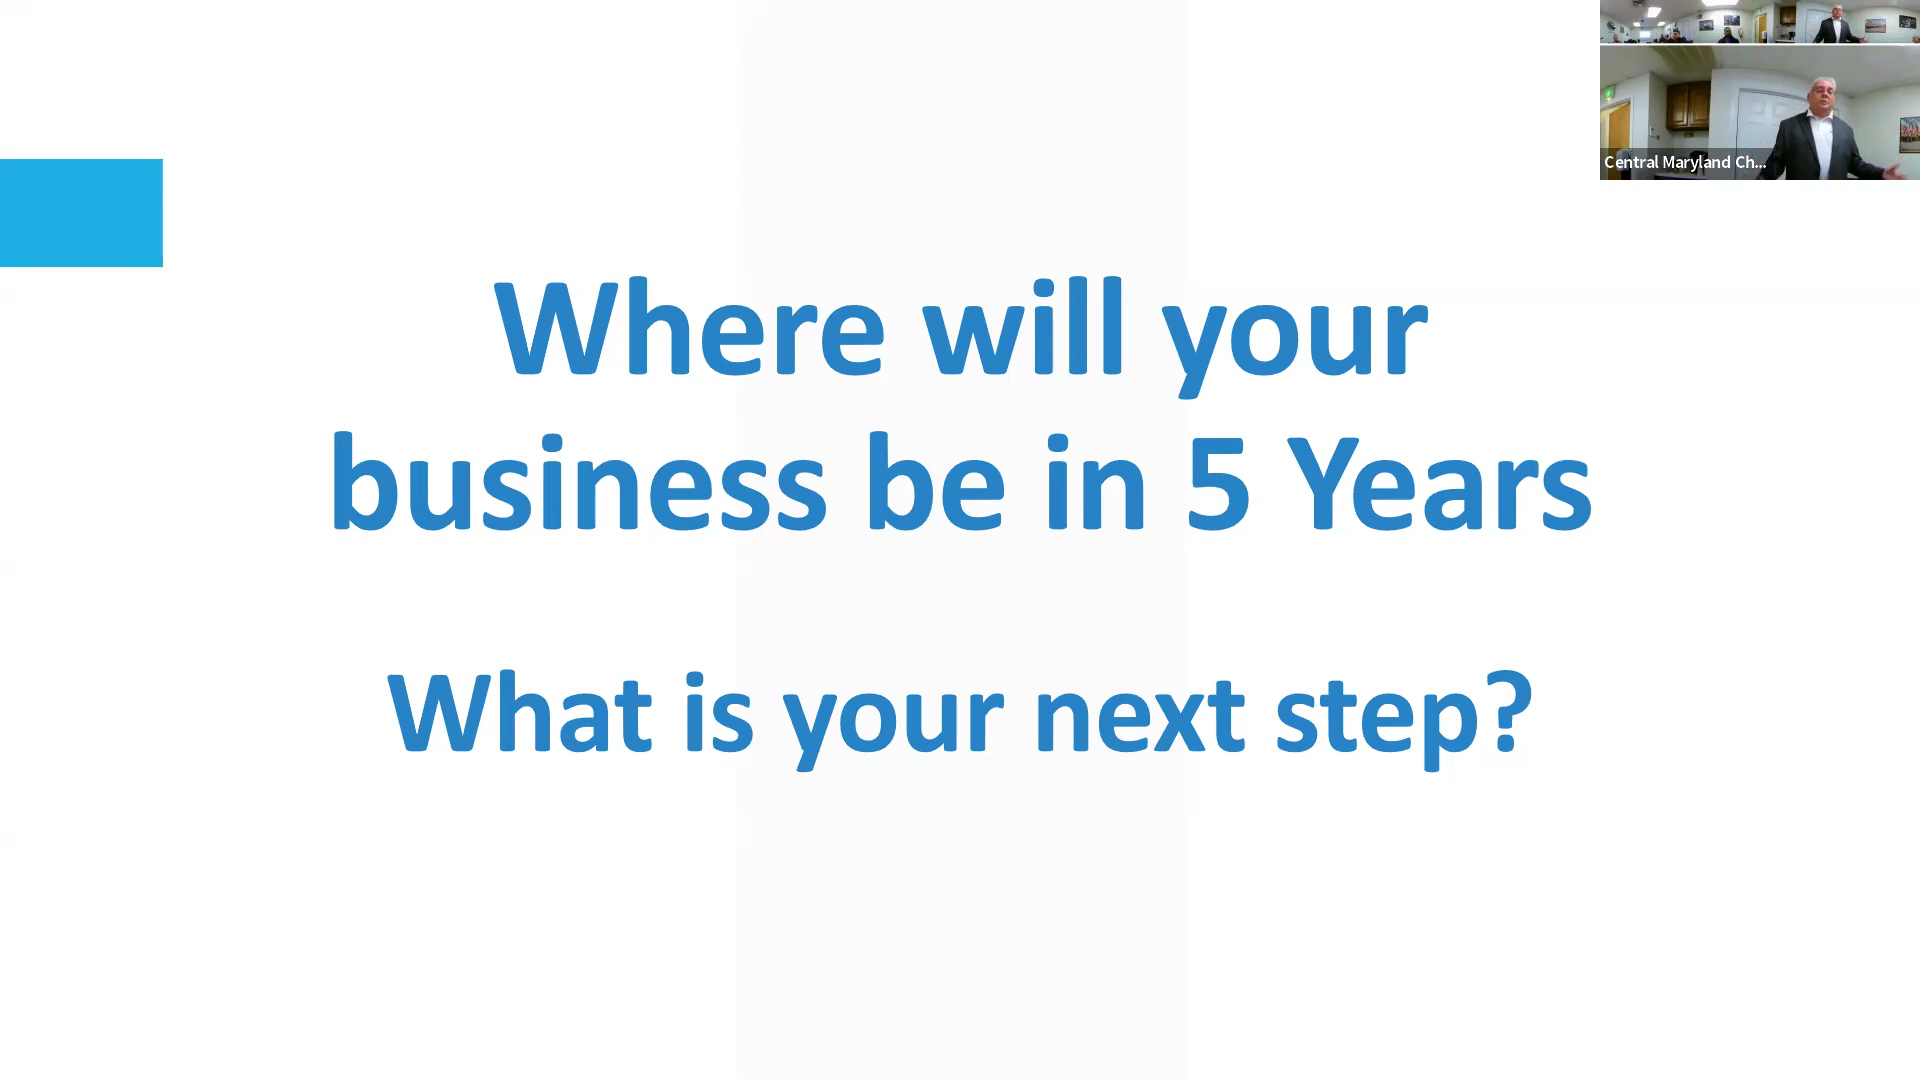 Central Maryland Ch...
Where will your
business be in 5 Years
What is your next step?